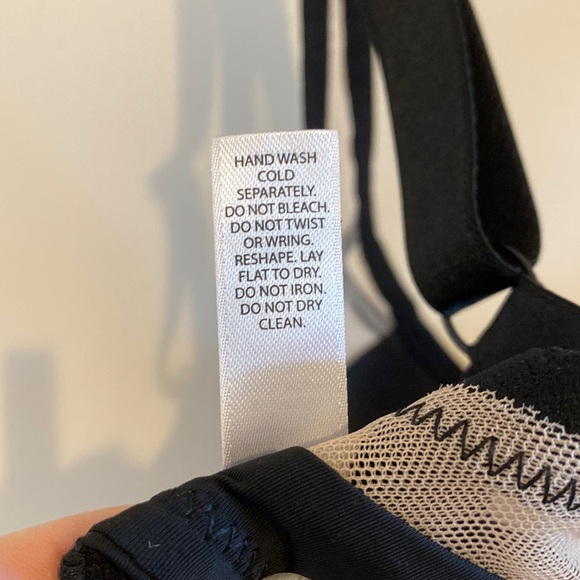 HAND WASH
COLD
SEPARATELY.
DO NOT BLEACH.
DO NOT TWIST
OR WRING.
RESHAPE. LAY
FLAT TO DRY.
DO NOT IRON.
DO NOT DRY
CLEAN.